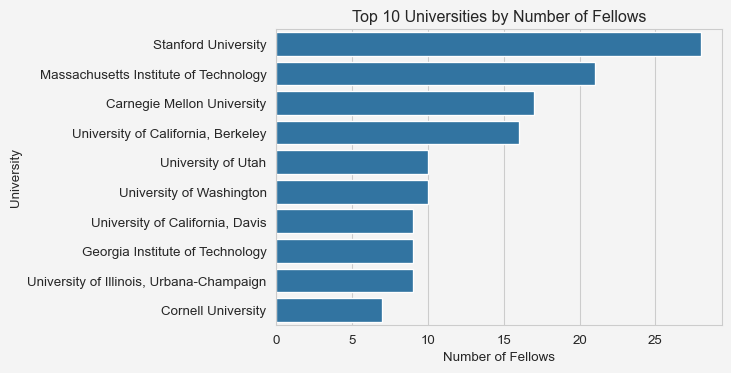 Top 10 Universities by Number of Fellows
University
Stanford University
Massachusetts Institute of Technology
Carnegie Mellon University
University of California, Berkeley
University of Utah
University of Washington
University of California, Davis
Georgia Institute of Technology
University of Illinois, Urbana-Champaign
Cornell University
0 5 10 15 20 25
Number of Fellows